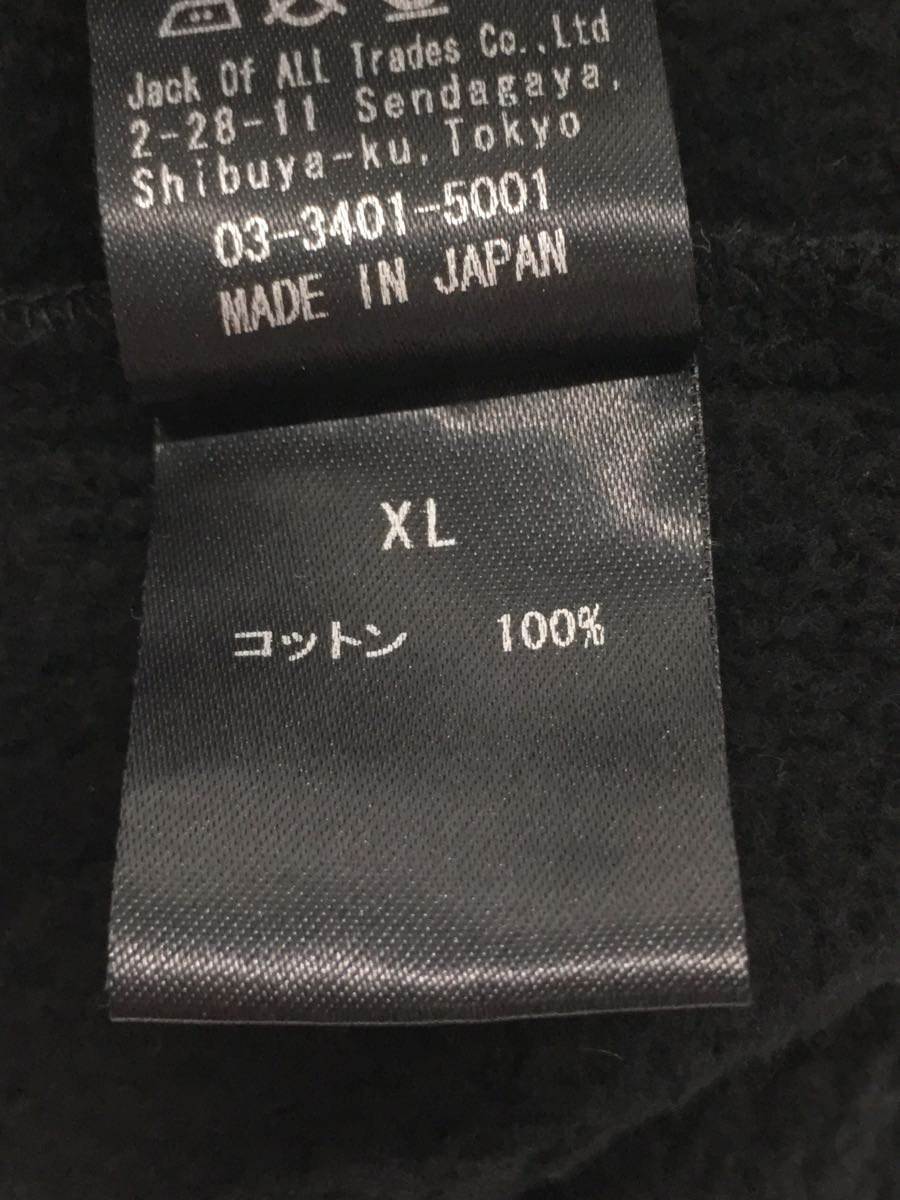 Jack Of ALL Trades Co.,Ltd
2-28-11 Sendagaya,
Shibuya-ku, Tokyo
03-3401-5001
MADE IN JAPAN
XL
コットン 100%